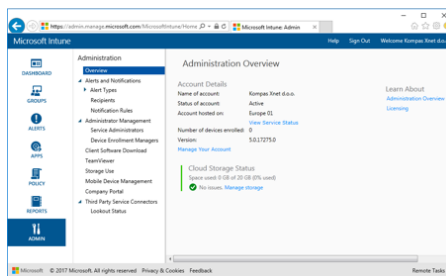 https://admin.manage.microsoft.com/MicrosoftIntune/Home
Microsoft Intune: Admin
Microsoft Intune
Help
Sign Out
Welcome Kompas Xnet d.o.
DASHBOARD
GROUPS
ALERTS
APPS
POLICY
REPORTS
ADMIN
Administration
Overview
Alerts and Notifications
Alert Types
Recipients
Notification Rules
Administrator Management
Service Administrators
Device Enrollment Managers
Client Software Download
TeamViewer
Storage Use
Mobile Device Management
Company Portal
Third Party Service Connectors
Lookout Status
Administration Overview
Account Details
Name of account: Kompas Xnet d.o.o.
Status of account: Active
Account hosted on: Europe 01
View Service Status
Number of devices enrolled: 0
Version: 5.0.17275.0
Manage Your Account
Cloud Storage Status
Space used: 0 GB of 20 GB (0% used)
No issues. Manage storage
Learn About
Administration Overview
Licensing
Microsoft © 2017 Microsoft. All rights reserved Privacy & Cookies Feedback
Remote Tasks